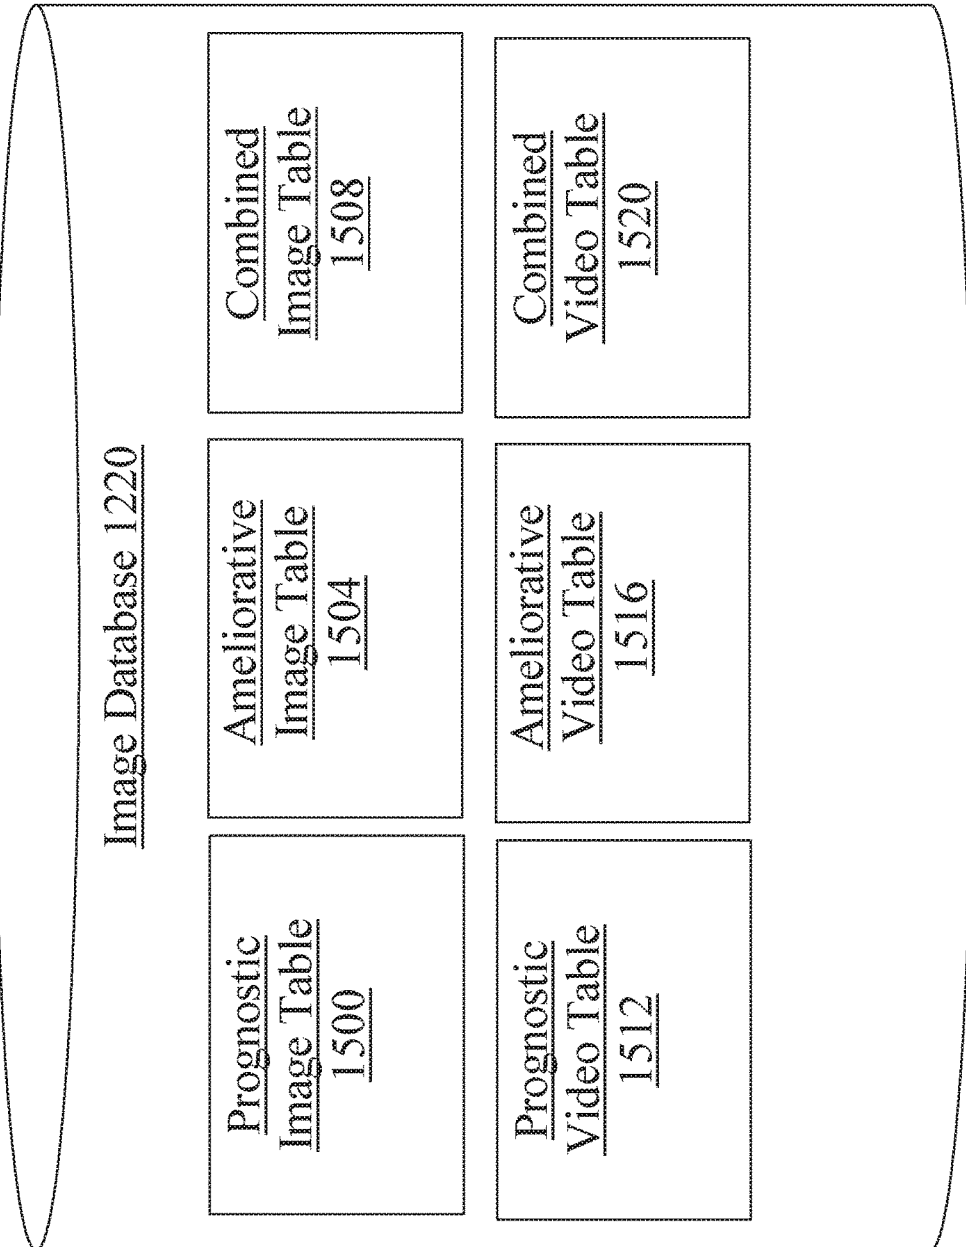 Image Database 1220
Prognostic
Image Table
1500
Ameliorative
Image Table
1504
Combined
Image Table
1508
Prognostic
Video Table
1512
Ameliorative
Video Table
1516
Combined
Video Table
1520